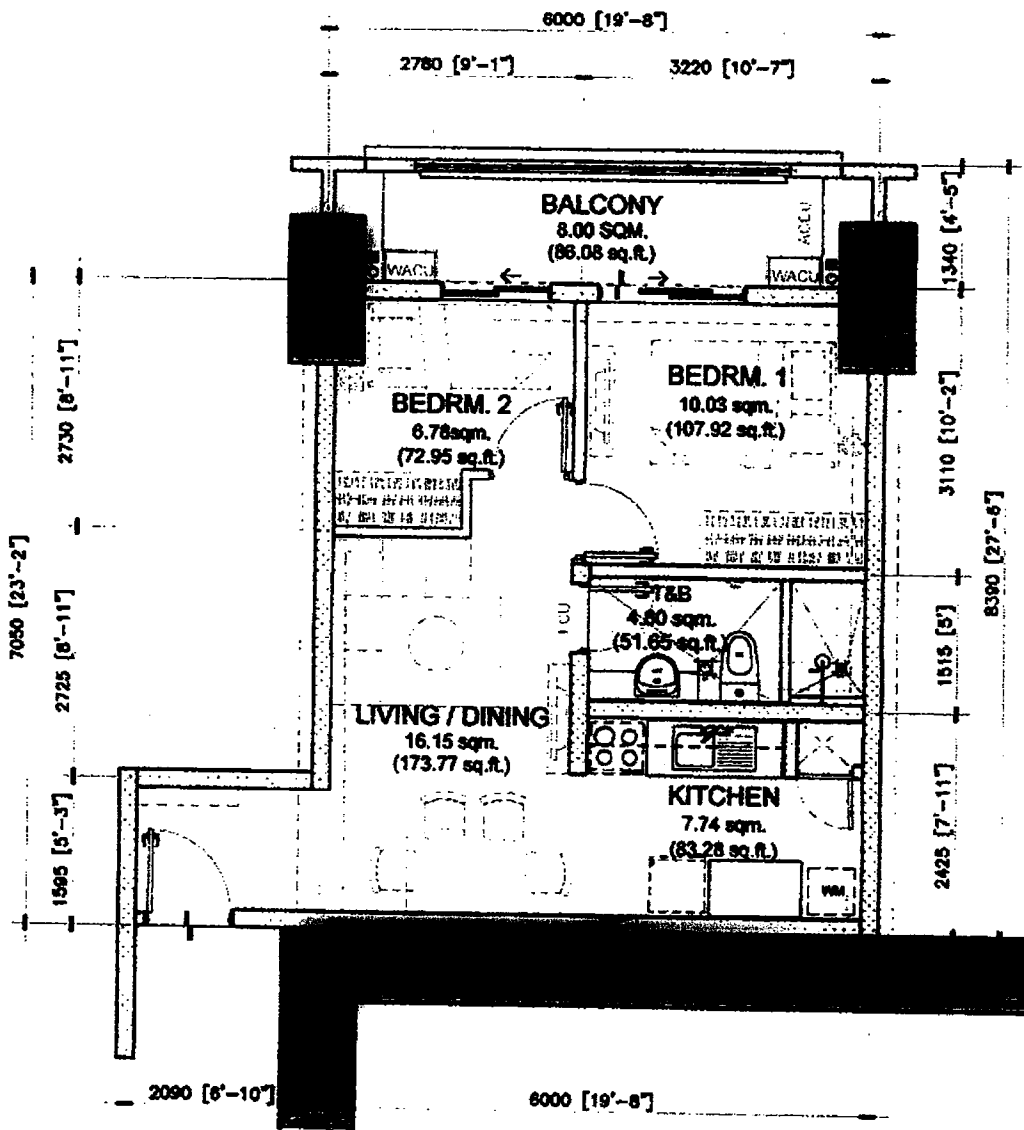 6000 [19'-8"]
2780 [9'-1"]
3220 [10'-7"]
BALCONY
8.00 SQM.
(86.08 sq.ft.)
ACCU
1340 [4'-5"]
WACU
WACU
BEDRM. 1
10.03 sqm.
(107.92 sq.ft.)
BEDRM. 2
6.78sqm.
(72.95 sq.ft.)
2730 [8'-11"]
3110 [10'-2"]
8390 [27'-6"]
7050 [23'-2"]
T&B
4.80 sqm.
(51.65 sq.ft.)
FCU
1515 [5']
2725 [8'-11"]
LIVING / DINING
16.15 sqm.
(173.77 sq.ft.)
KITCHEN
7.74 sqm.
(83.28 sq.ft.)
WM
1595 [5'-3"]
2425 [7'-11"]
2090 [6'-10"]
6000 [19'-8"]